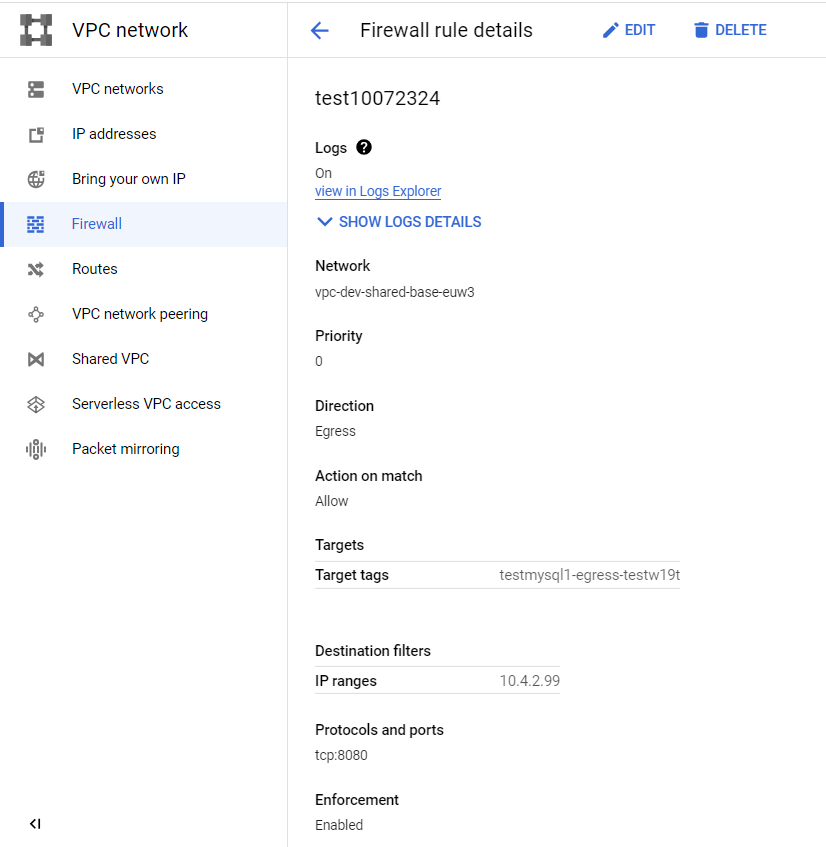 VPC network
Firewall rule details
EDIT
DELETE
VPC networks
IP addresses
Bring your own IP
Firewall
Routes
VPC network peering
Shared VPC
Serverless VPC access
Packet mirroring
test10072324
Logs ?
On
view in Logs Explorer
SHOW LOGS DETAILS
Network
vpc-dev-shared-base-euw3
Priority
0
Direction
Egress
Action on match
Allow
Targets
Target tags testmysql1-egress-testw19t
Destination filters
IP ranges 10.4.2.99
Protocols and ports
tcp:8080
Enforcement
Enabled